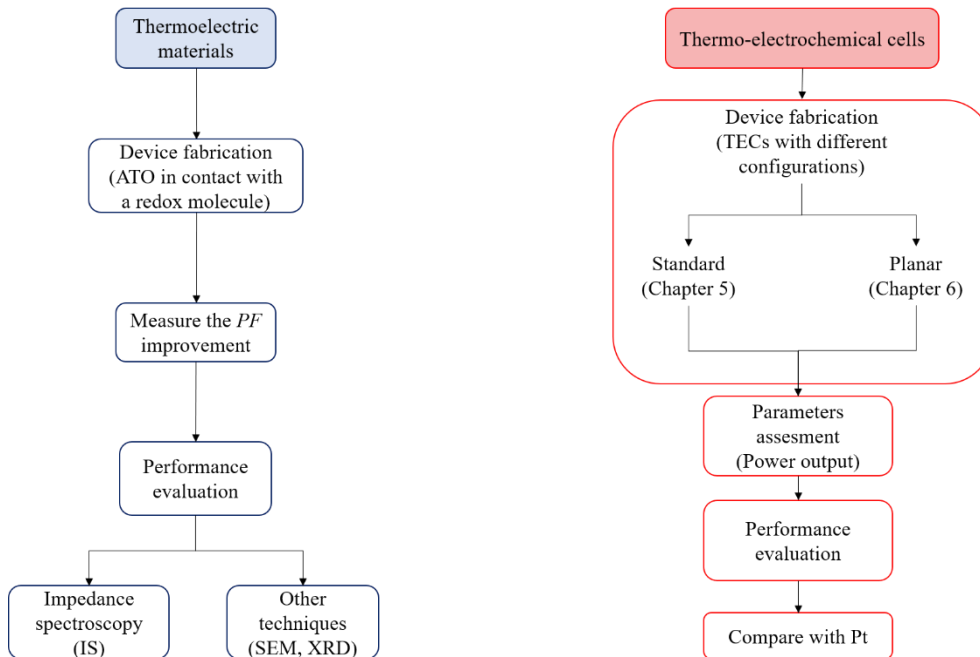 Thermoelectric
materials
Device fabrication
(ATO in contact with
a redox molecule)
Measure the PF
improvement
Performance
evaluation
Impedance
spectroscopy
(IS)
Other
techniques
(SEM, XRD)
Thermo-electrochemical cells
Device fabrication
(TECs with different
configurations)
Standard
(Chapter 5)
Planar
(Chapter 6)
Parameters
assesment
(Power output)
Performance
evaluation
Compare with Pt